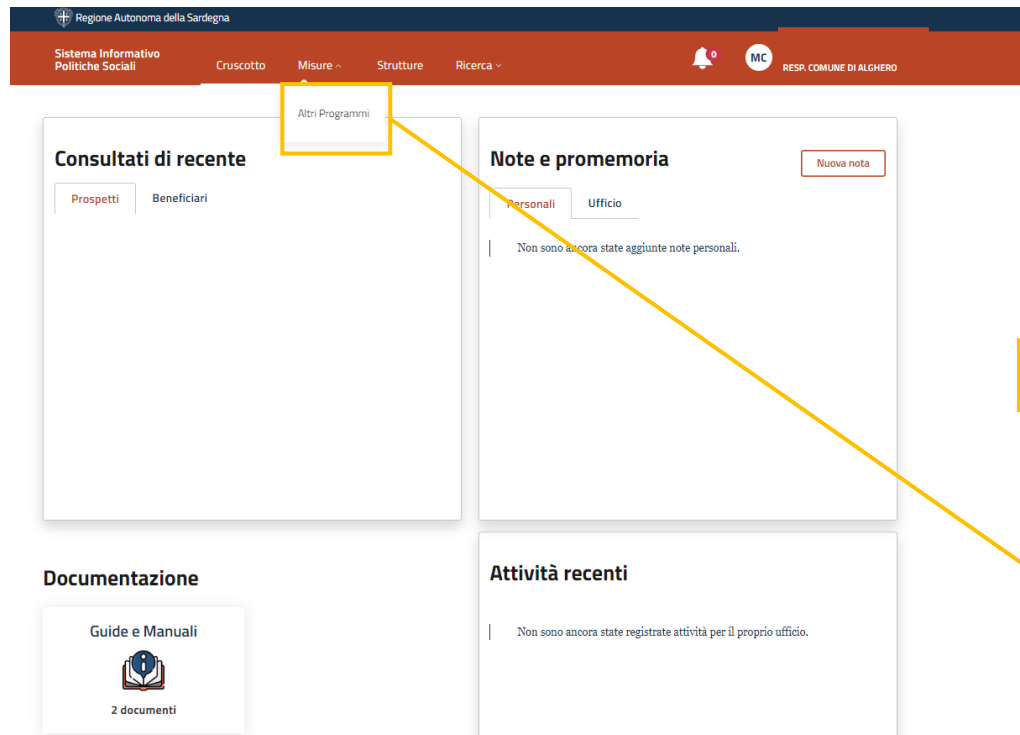 Regione Autonoma della Sardegna
Sistema Informativo
Politiche Sociali
Cruscotto
Misure
Strutture
Ricerca
0
MC
RESP. COMUNE DI ALGHERO
Altri Programmi
Consultati di recente
Prospetti
Beneficiari
Note e promemoria
Nuova nota
Personali
Ufficio
Non sono ancora state aggiunte note personali.
Documentazione
Guide e Manuali
2 documenti
Attività recenti
Non sono ancora state registrate attività per il proprio ufficio.